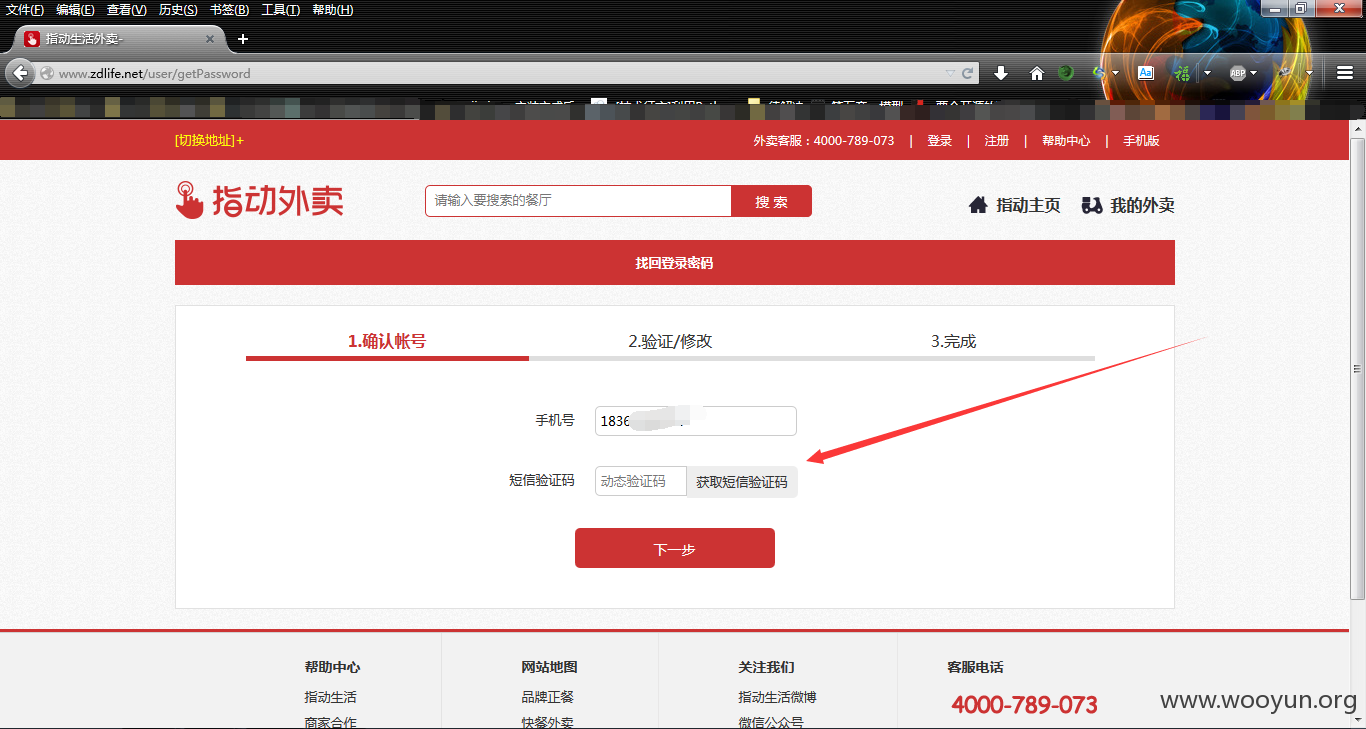 文件(F) 编辑(E) 查看(V) 历史(S) 书签(B) 工具(T) 帮助(H)
指动生活外卖-
www.zdlife.net/user/getPassword
ABP
[切换地址]+ 外卖客服：4000-789-073 | 登录 | 注册 | 帮助中心 | 手机版
指动外卖 请输入要搜索的餐厅 搜 索 指动主页 我的外卖
找回登录密码
1.确认帐号 2.验证/修改 3.完成
手机号 1836
短信验证码 动态验证码 获取短信验证码
下一步
帮助中心 网站地图 关注我们 客服电话
指动生活 品牌正餐 指动生活微博 4000-789-073
商家合作 快餐外卖 微信公众号
www.wooyun.org